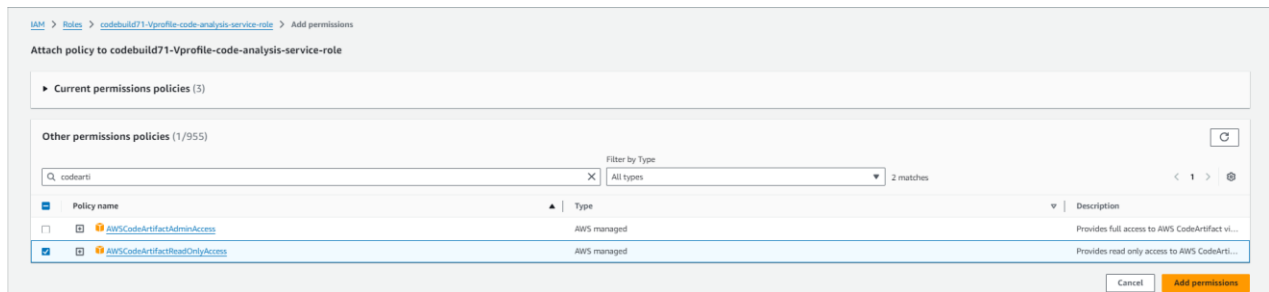 IAM > Roles > codebuild71-Vprofile-code-analysis-service-role > Add permissions
Attach policy to codebuild71-Vprofile-code-analysis-service-role
Current permissions policies (3)
Other permissions policies (1/955)
Filter by Type
codearti All types 2 matches 1
Policy name Type Description
AWSCodeArtifactAdminAccess AWS managed Provides full access to AWS CodeArtifact vi...
AWSCodeArtifactReadOnlyAccess AWS managed Provides read only access to AWS CodeArti...
Cancel Add permissions